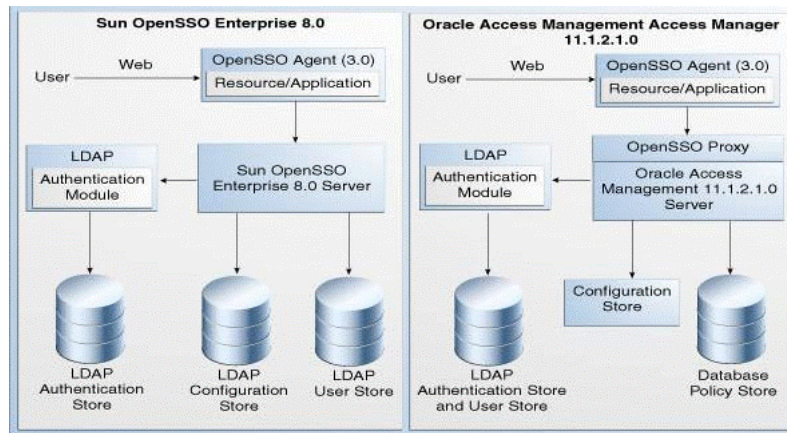 Sun OpenSSO Enterprise 8.0
User
Web
OpenSSO Agent (3.0)
Resource/Application
LDAP
Authentication
Module
Sun OpenSSO
Enterprise 8.0 Server
LDAP
Authentication
Store
LDAP
Configuration
Store
LDAP
User Store
Oracle Access Management Access Manager
11.1.2.1.0
User
Web
OpenSSO Agent (3.0)
Resource/Application
OpenSSO Proxy
LDAP
Authentication
Module
Oracle Access
Management 11.1.2.1.0
Server
Configuration
Store
LDAP
Authentication Store
and User Store
Database
Policy Store